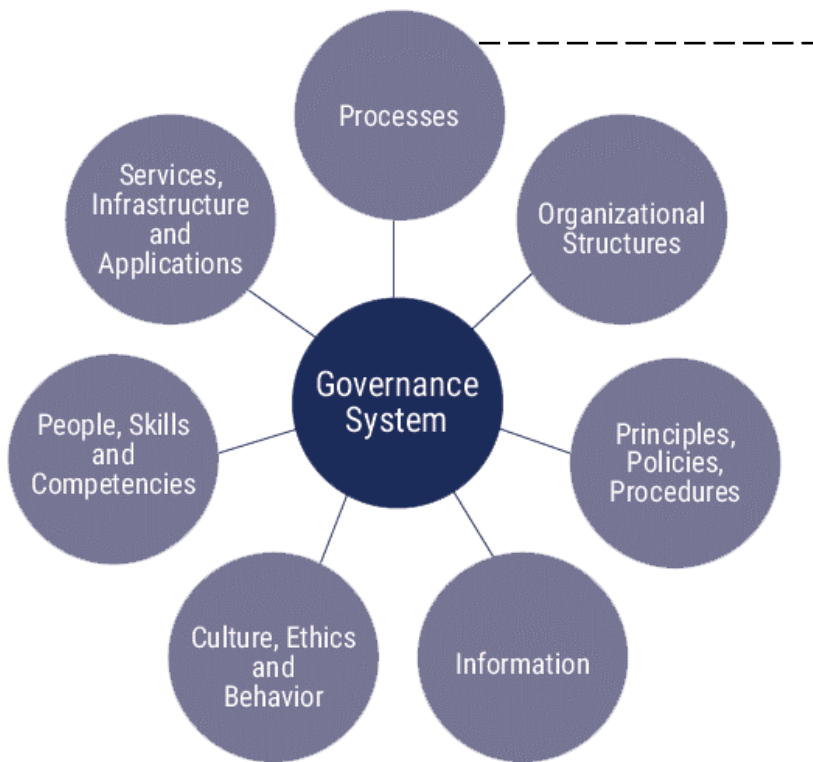 Processes
Services,
Infrastructure
and
Applications
Organizational
Structures
Governance
System
People, Skills
and
Competencies
Principles,
Policies,
Procedures
Culture, Ethics
and
Behavior
Information